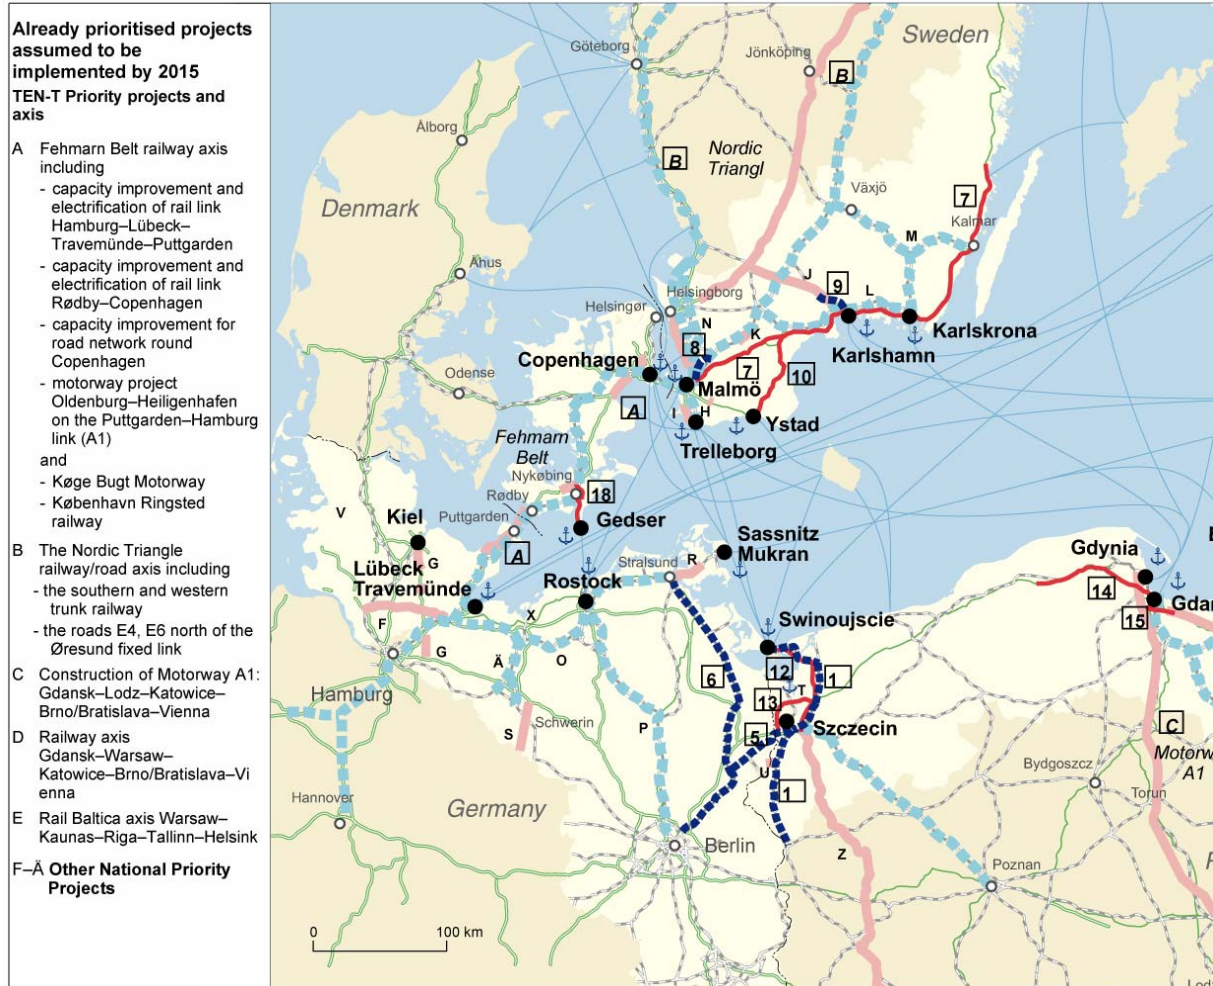 Already prioritised projects
assumed to be
implemented by 2015
TEN-T Priority projects and
axis
A Fehmarn Belt railway axis
including
- capacity improvement and
electrification of rail link
Hamburg–Lübeck–
Travemünde–Puttgarden
- capacity improvement and
electrification of rail link
Rødby–Copenhagen
- capacity improvement for
road network round
Copenhagen
- motorway project
Oldenburg–Heiligenhafen
on the Puttgarden–Hamburg
link (A1)
and
- Køge Bugt Motorway
- København Ringsted
railway
B The Nordic Triangle
railway/road axis including
- the southern and western
trunk railway
- the roads E4, E6 north of the
Øresund fixed link
C Construction of Motorway A1:
Gdansk–Lodz–Katowice–
Brno/Bratislava–Vienna
D Railway axis
Gdansk–Warsaw–
Katowice–Brno/Bratislava–Vi
enna
E Rail Baltica axis Warsaw–
Kaunas–Riga–Tallinn–Helsink
F–Ä Other National Priority
Projects
Sweden
Göteborg
Jönköping
B
Ålborg
Nordic
Triangl
B
Växjö
7
Kalmar
Denmark
M
Århus
J
9
L
Helsingør
Helsingborg
N
K
Karlskrona
8
Karlshamn
Copenhagen
7
10
Malmö
Odense
A
I
H
Ystad
Trelleborg
Fehmarn
Belt
Nykøbing
18
Rødby
V
Kiel
Puttgarden
Gedser
A
Sassnitz
Mukran
Gdynia
G
Lübeck
Travemünde
Stralsund
R
Rostock
14
Gdan
15
X
Swinoujscie
F
G
Ä
O
6
12
1
T
13
Hamburg
Schwerin
P
5
Szczecin
S
C
U
Motorw
A1
Bydgoszcz
1
Torun
Hannover
Germany
Berlin
Z
Poznan
0 100 km
Lodz